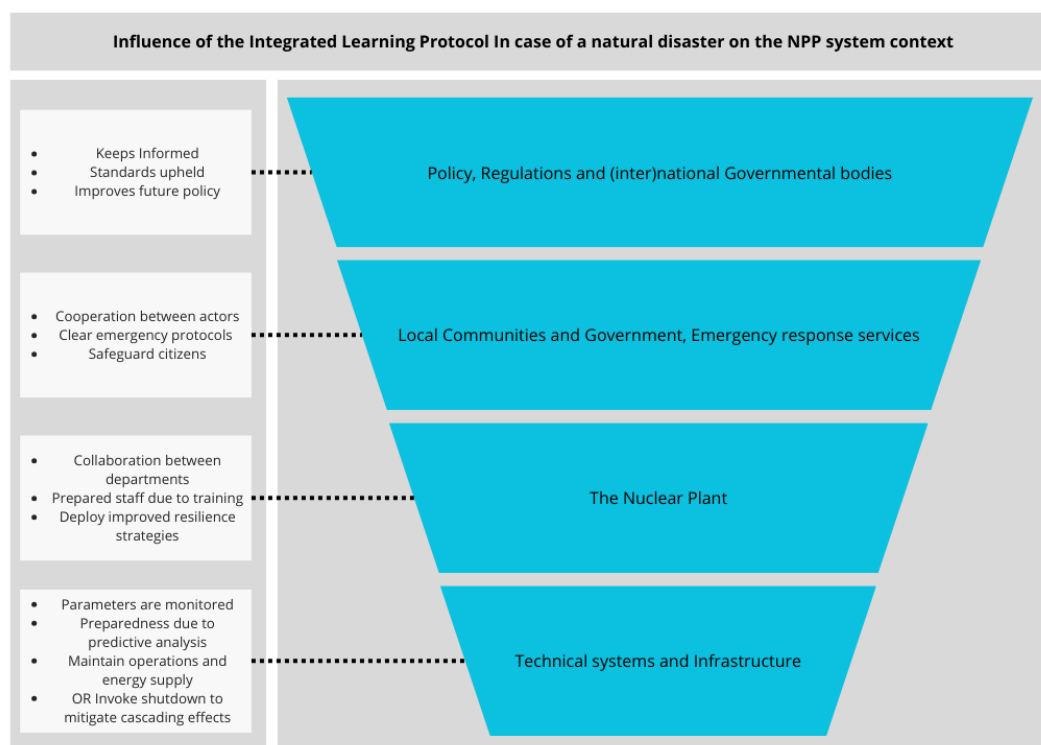 Influence of the Integrated Learning Protocol In case of a natural disaster on the NPP system context
• Keeps Informed
• Standards upheld
• Improves future policy
Policy, Regulations and (inter)national Governmental bodies
• Cooperation between actors
• Clear emergency protocols
• Safeguard citizens
Local Communities and Government, Emergency response services
• Collaboration between
departments
• Prepared staff due to training
• Deploy improved resilience
strategies
The Nuclear Plant
• Parameters are monitored
• Preparedness due to
predictive analysis
• Maintain operations and
energy supply
• OR Invoke shutdown to
mitigate cascading effects
Technical systems and Infrastructure